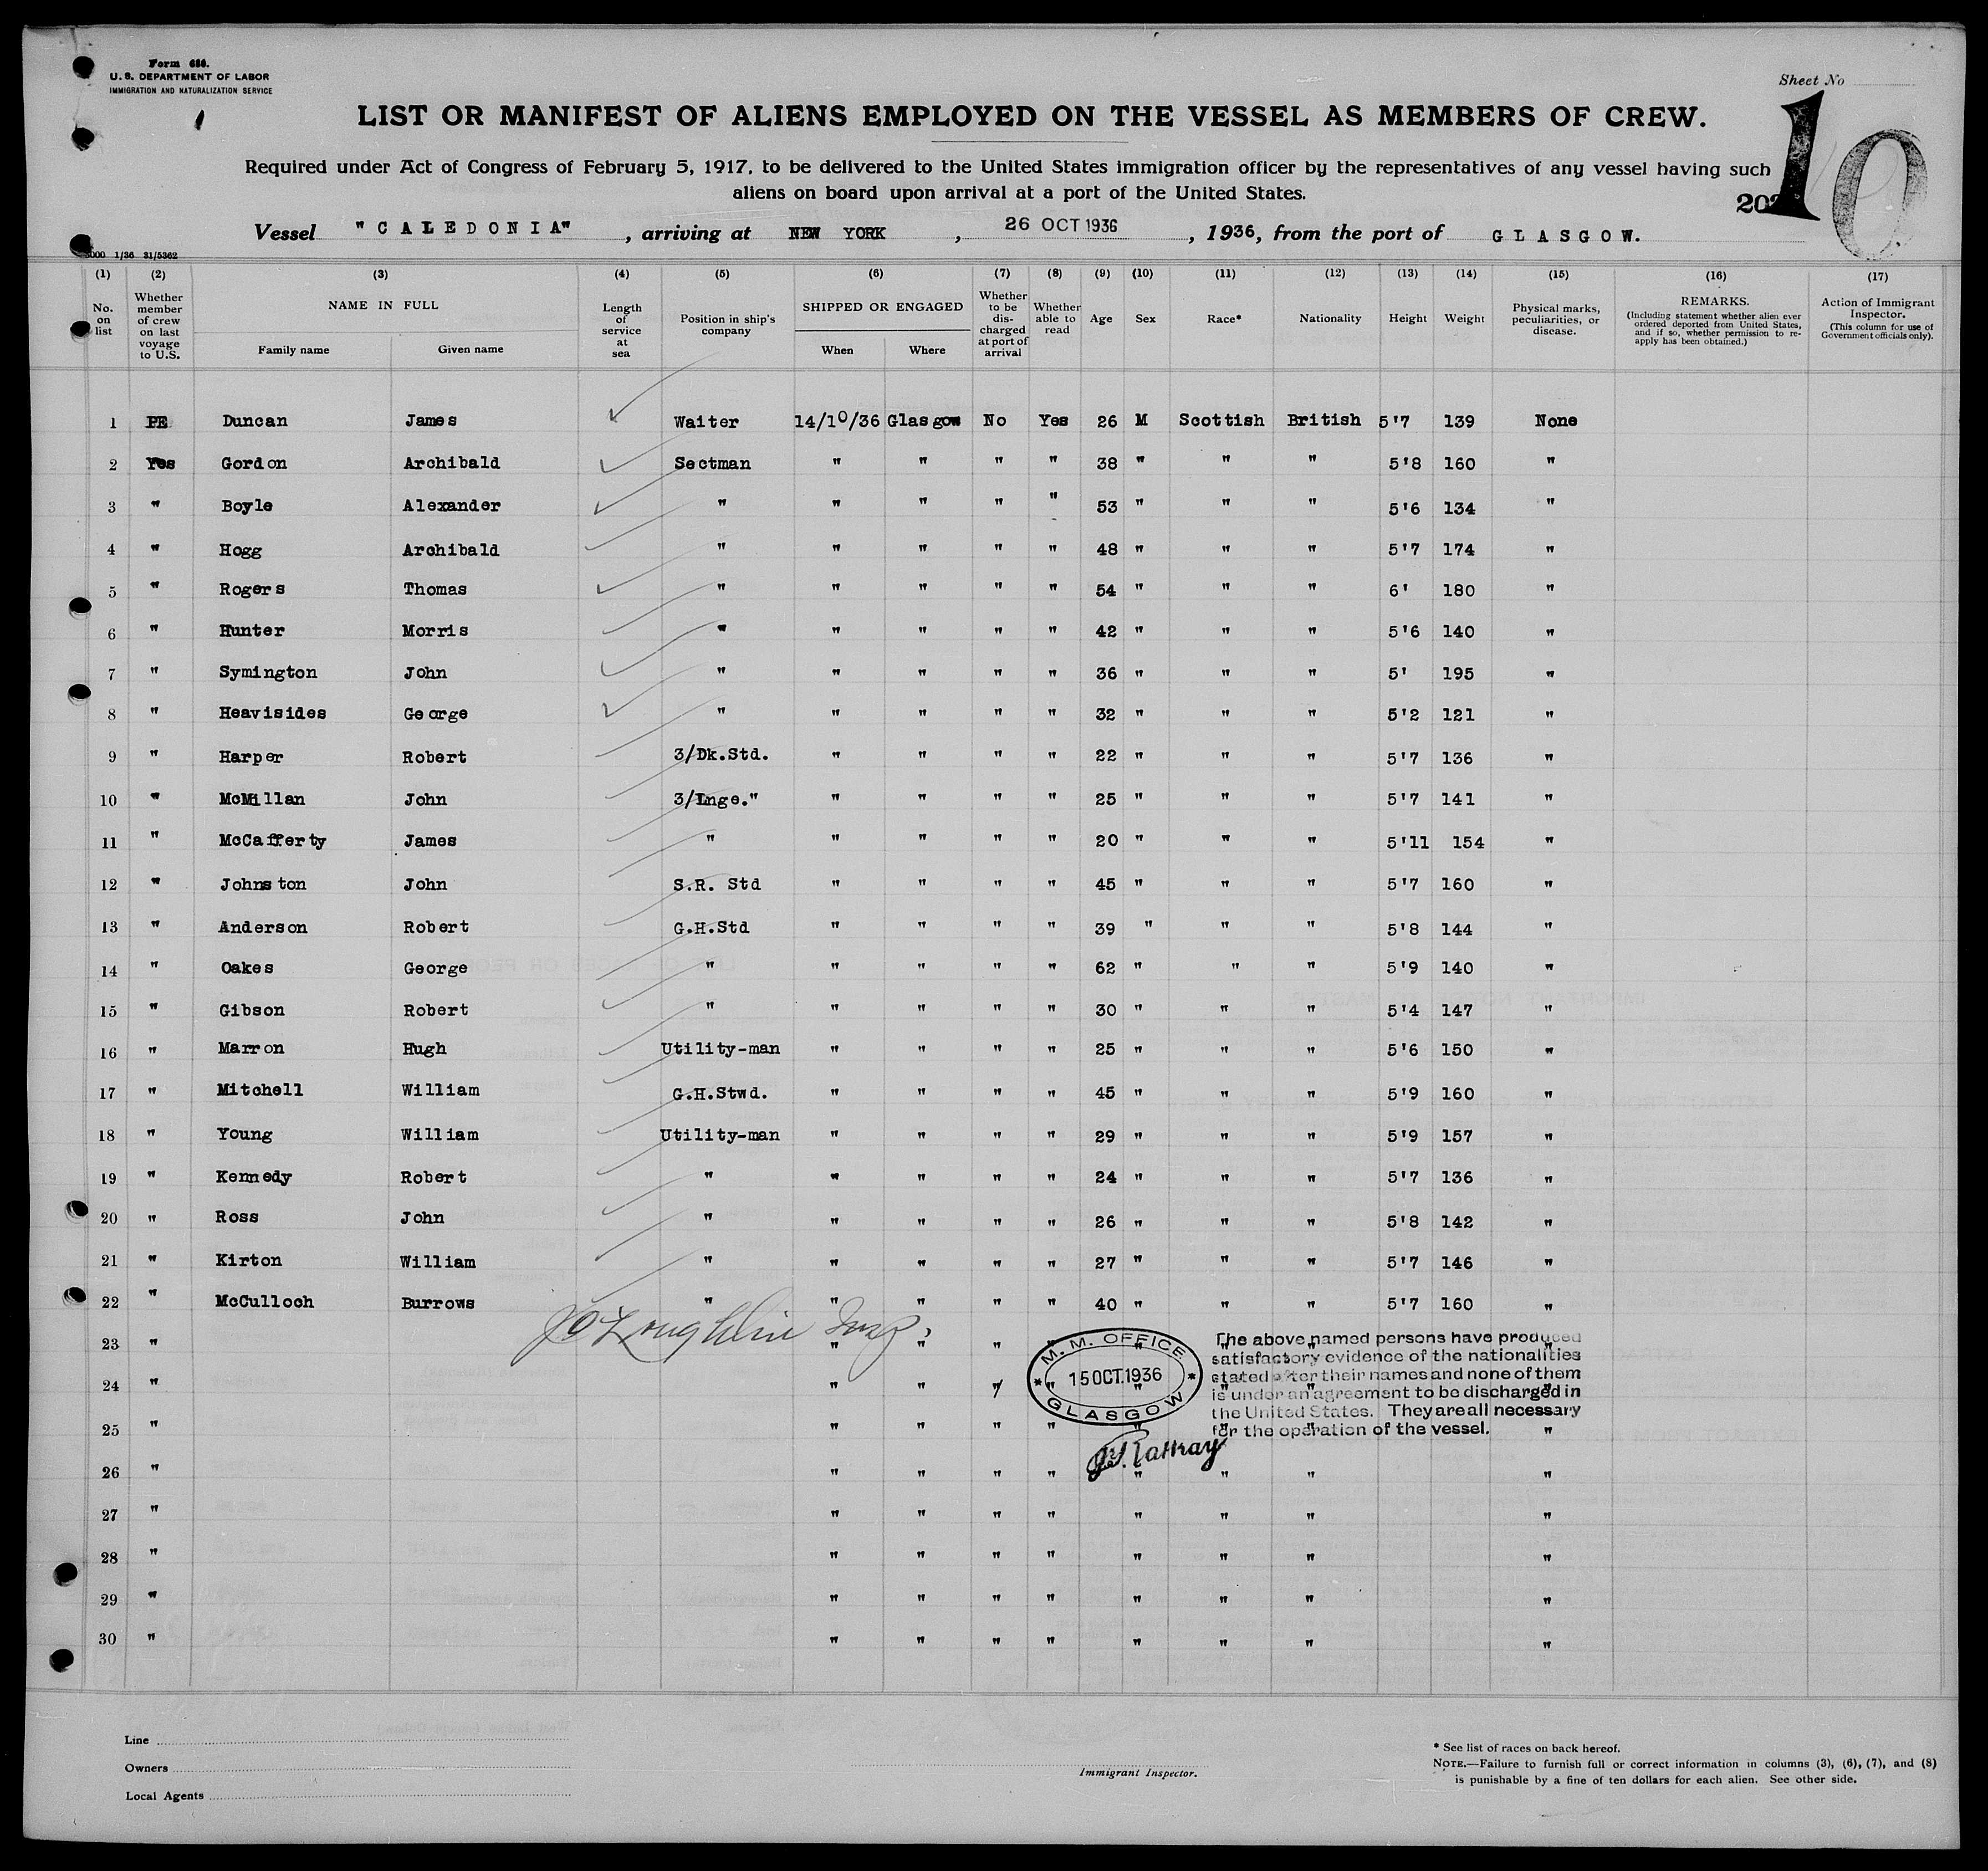 Form 680.
U. S. DEPARTMENT OF LABOR
IMMIGRATION AND NATURALIZATION SERVICE
Sheet No
10
LIST OR MANIFEST OF ALIENS EMPLOYED ON THE VESSEL AS MEMBERS OF CREW.
Required under Act of Congress of February 5, 1917, to be delivered to the United States immigration officer by the representatives of any vessel having such
aliens on board upon arrival at a port of the United States.
Vessel "CALEDONIA", arriving at NEW YORK, 26 OCT 1936, 1936, from the port of GLASGOW.
1/36 31/5362
(1) (2) (3) (4) (5) (6) (7) (8) (9) (10) (11) (12) (13) (14) (15) (16) (17)
No. on list
Whether member of crew on last voyage to U.S.
NAME IN FULL
Family name Given name
Length of service at sea
Position in ship's company
SHIPPED OR ENGAGED
When Where
Whether to be discharged at port of arrival
Whether able to read
Age
Sex
Race*
Nationality
Height
Weight
Physical marks, peculiarities, or disease.
REMARKS.
(Including statement whether alien ever ordered deported from United States, and if so, whether permission to re-apply has been obtained.)
Action of Immigrant Inspector.
(This column for use of Government officials only).
1 PE Duncan James Waiter 14/10/36 Glasgow No Yes 26 M Scottish British 5'7 139 None
2 Yes Gordon Archibald Sectman " " " " 38 " " " 5'8 160 "
3 " Boyle Alexander " " " " " 53 " " " 5'6 134 "
4 " Hogg Archibald " " " " " 48 " " " 5'7 174 "
5 " Rogers Thomas " " " " " 54 " " " 6' 180 "
6 " Hunter Morris " " " " " 42 " " " 5'6 140 "
7 " Symington John " " " " " 36 " " " 5' 195 "
8 " Heavisides George " " " " " 32 " " " 5'2 121 "
9 " Harper Robert 3/Dk.Std. " " " " 22 " " " 5'7 136 "
10 " McMillan John 3/Lnge." " " " " 25 " " " 5'7 141 "
11 " McCafferty James " " " " " 20 " " " 5'11 154 "
12 " Johnston John S.R. Std " " " " 45 " " " 5'7 160 "
13 " Anderson Robert G.H.Std " " " " 39 " " " 5'8 144 "
14 " Oakes George " " " " " 62 " " " 5'9 140 "
15 " Gibson Robert " " " " " 30 " " " 5'4 147 "
16 " Marron Hugh Utility-man " " " " 25 " " " 5'6 150 "
17 " Mitchell William G.H.Stwd. " " " " 45 " " " 5'9 160 "
18 " Young William Utility-man " " " " 29 " " " 5'9 157 "
19 " Kennedy Robert " " " " " 24 " " " 5'7 136 "
20 " Ross John " " " " " 26 " " " 5'8 142 "
21 " Kirton William " " " " " 27 " " " 5'7 146 "
22 " McCulloch Burrows " " " " " 40 " " " 5'7 160 "
23 " " " " " " " "
24 " " " " " " " " "
25 " " " " " " " " "
26 " " " " " " " " "
27 " " " " " " " " "
28 " " " " " " " " "
29 " " " " " " " " "
30 " " " " " " " " "
M. M. OFFICE
15 OCT. 1936
GLASGOW
The above named persons have produced
satisfactory evidence of the nationalities
stated after their names and none of them
is under an agreement to be discharged in
the United States. They are all necessary
for the operation of the vessel.
Line
Owners
Local Agents
Immigrant Inspector.
* See list of races on back hereof.
NOTE.—Failure to furnish full or correct information in columns (3), (6), (7), and (8)
is punishable by a fine of ten dollars for each alien. See other side.